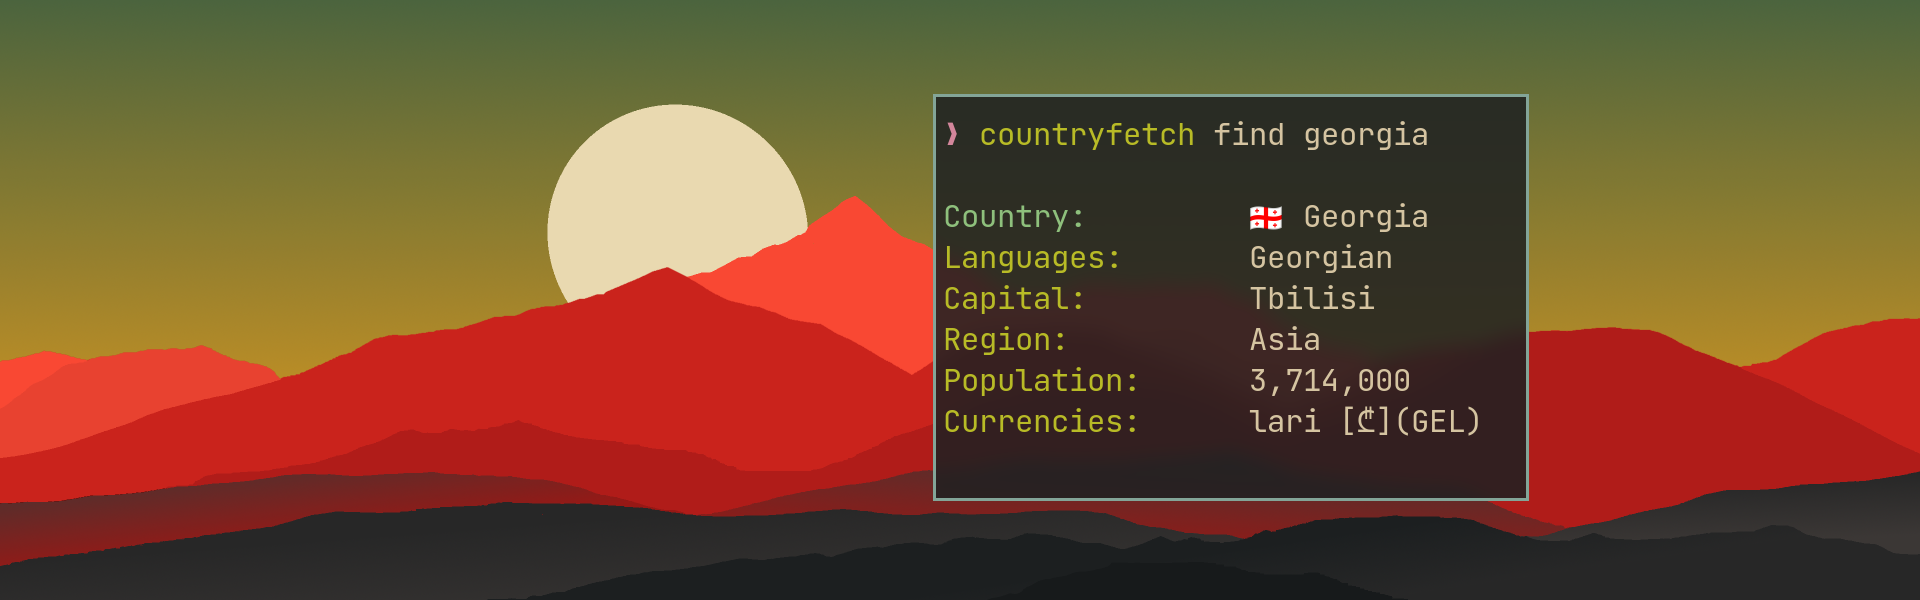 ❱ countryfetch find georgia
Country: 🇬🇪 Georgia
Languages: Georgian
Capital: Tbilisi
Region: Asia
Population: 3,714,000
Currencies: lari [₾](GEL)